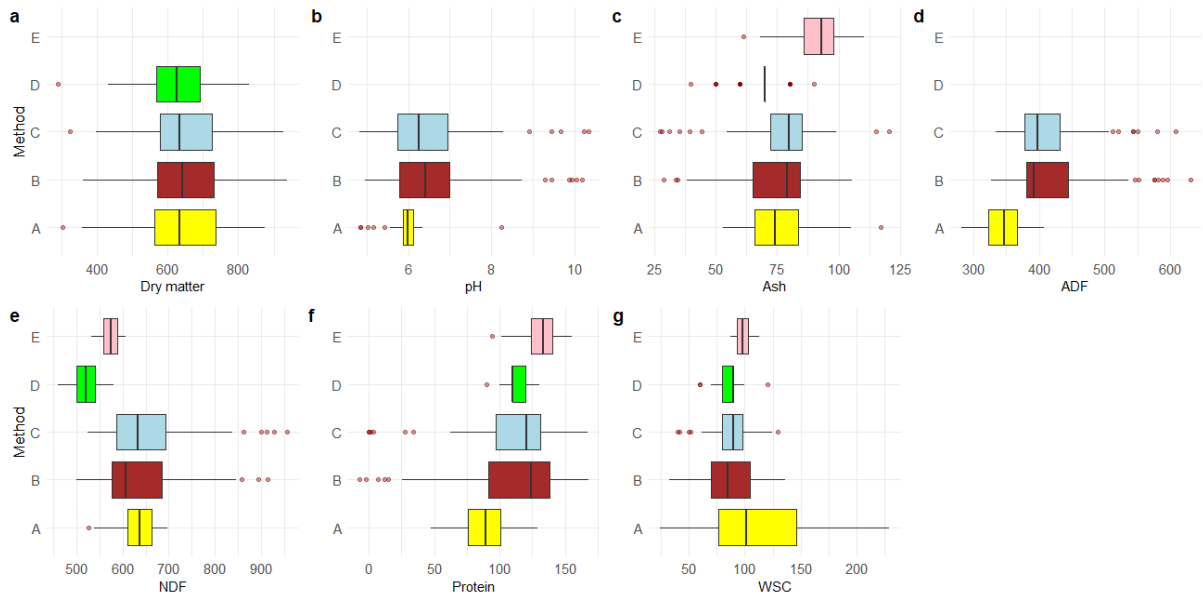 a b c d
E E E E
D D D D
Method C C C C
B B B B
A A A A
400 600 800 6 8 10 25 50 75 100 125 300 400 500 600
Dry matter pH Ash ADF
e f g
E E E
D D D
Method C C C
B B B
A A A
500 600 700 800 900 0 50 100 150 50 100 150 200
NDF Protein WSC